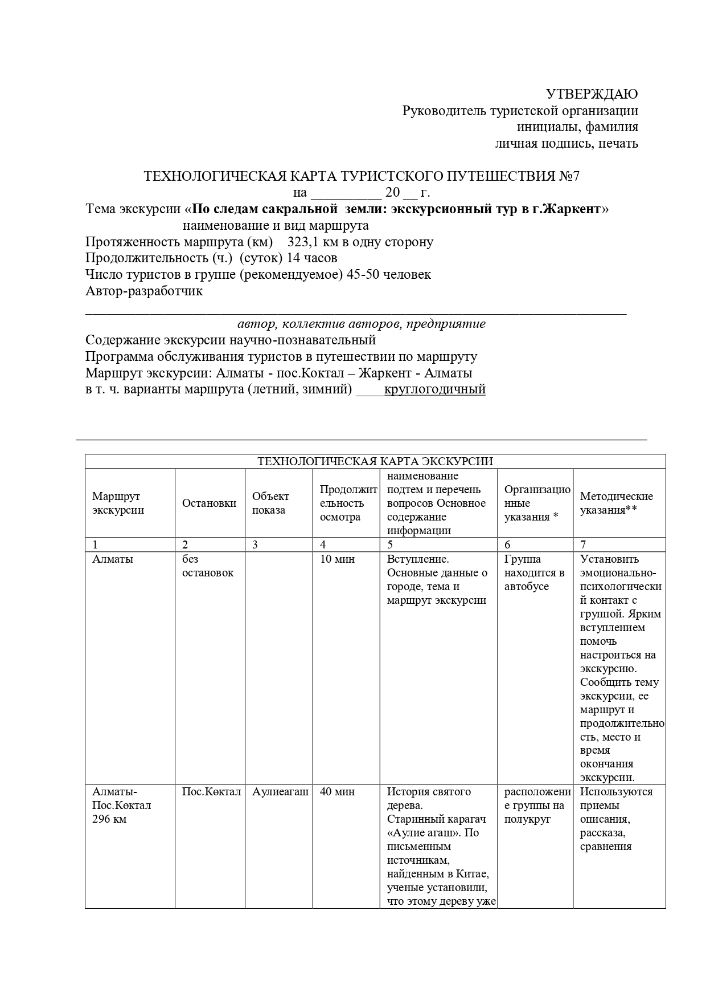 УТВЕРЖДАЮ
Руководитель туристской организации
инициалы, фамилия
личная подпись, печать
ТЕХНОЛОГИЧЕСКАЯ КАРТА ТУРИСТСКОГО ПУТЕШЕСТВИЯ №7
на __________ 20 __ г.
Тема экскурсии «По следам сакральной  земли: экскурсионный тур в г.Жаркент»
наименование и вид маршрута
Протяженность маршрута (км)    323,1 км в одну сторону
Продолжительность (ч.)  (суток) 14 часов
Число туристов в группе (рекомендуемое) 45-50 человек
Автор-разработчик
____________________________________________________________________________
автор, коллектив авторов, предприятие
Содержание экскурсии научно-познавательный
Программа обслуживания туристов в путешествии по маршруту
Маршрут экскурсии: Алматы - пос.Коктал – Жаркент - Алматы
в т. ч. варианты маршрута (летний, зимний) ____круглогодичный
ТЕХНОЛОГИЧЕСКАЯ КАРТА ЭКСКУРСИИ
Маршрут
экскурсии
Остановки
Объект
показа
Продолжит
ельность
осмотра
наименование
подтем и перечень
вопросов Основное
содержание
информации
Организацио
нные
указания *
Методические
указания**
1
2
3
4
5
6
7
Алматы
без
остановок
10 мин
Вступление.
Основные данные о
городе, тема и
маршрут экскурсии
Группа
находится в
автобусе
Установить
эмоционально-
психологически
й контакт с
группой. Ярким
вступлением
помочь
настроиться на
экскурсию.
Сообщить тему
экскурсии, ее
маршрут и
продолжительно
сть, место и
время
окончания
экскурсии.
Алматы-
Пос.Көктал
296 км
Пос.Көктал
Аулиеагаш
40 мин
История святого
дерева.
Старинный карагач
«Аулие агаш». По
письменным
источникам,
найденным в Китае,
ученые установили,
что этому дереву уже
расположени
е группы на
полукруг
Используются
приемы
описания,
рассказа,
сравнения